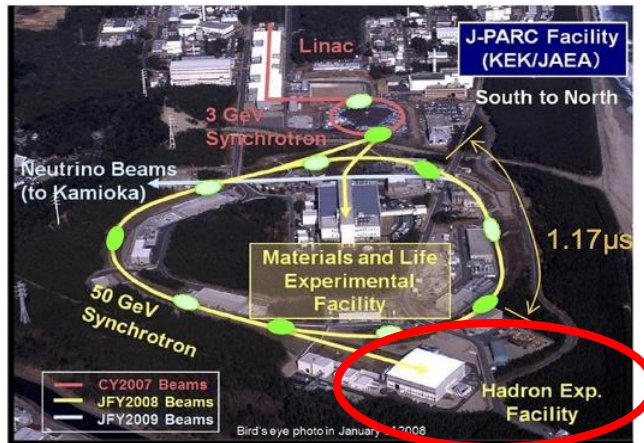 Linac
J-PARC Facility
(KEK/JAEA)
South to North
3 GeV
Synchrotron
Neutrino Beams
(to Kamioka)
1.17μs
Materials and Life
Experimental
Facility
50 GeV
Synchrotron
Hadron Exp.
Facility
CY2007 Beams
JFY2008 Beams
JFY2009 Beams
Bird's eye photo in January of 2008